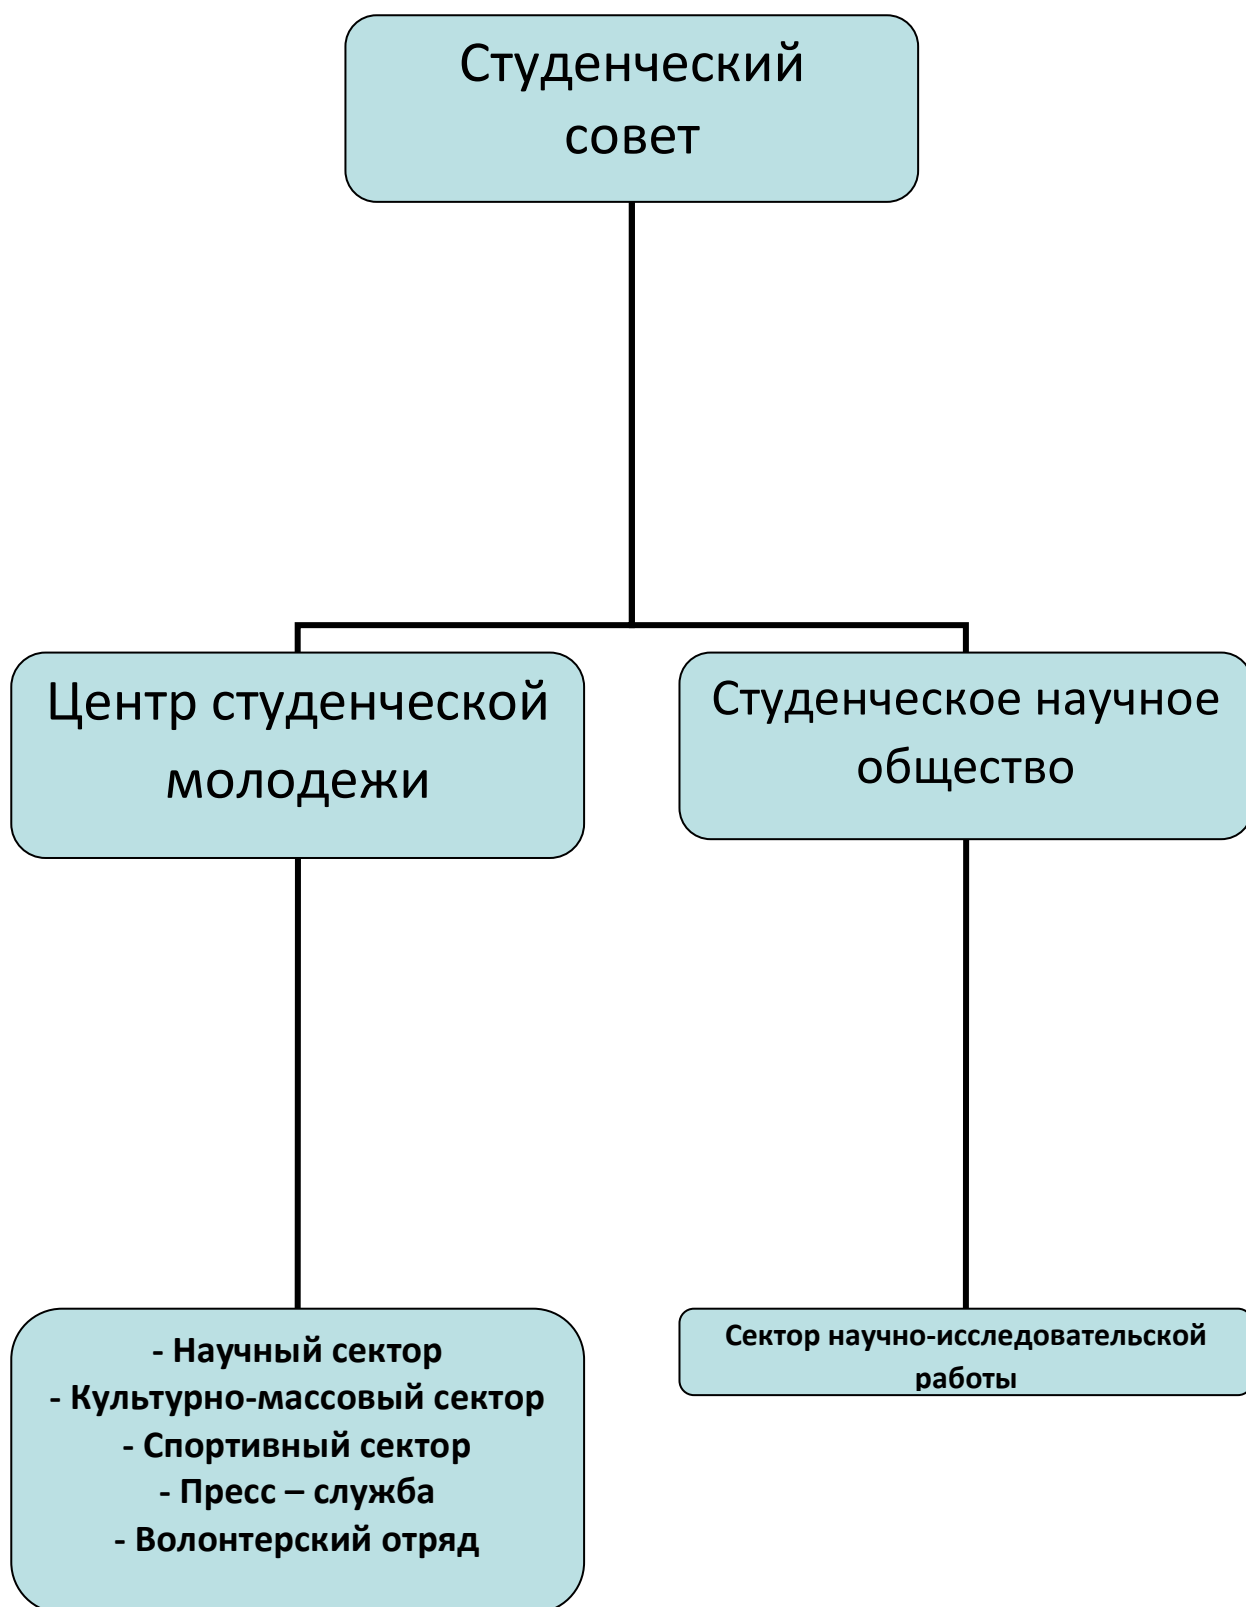 Студенческий
совет
Центр студенческой
молодежи
Студенческое научное
общество
- Научный сектор
- Культурно-массовый сектор
- Спортивный сектор
- Пресс – служба
- Волонтерский отряд
Сектор научно-исследовательской
работы